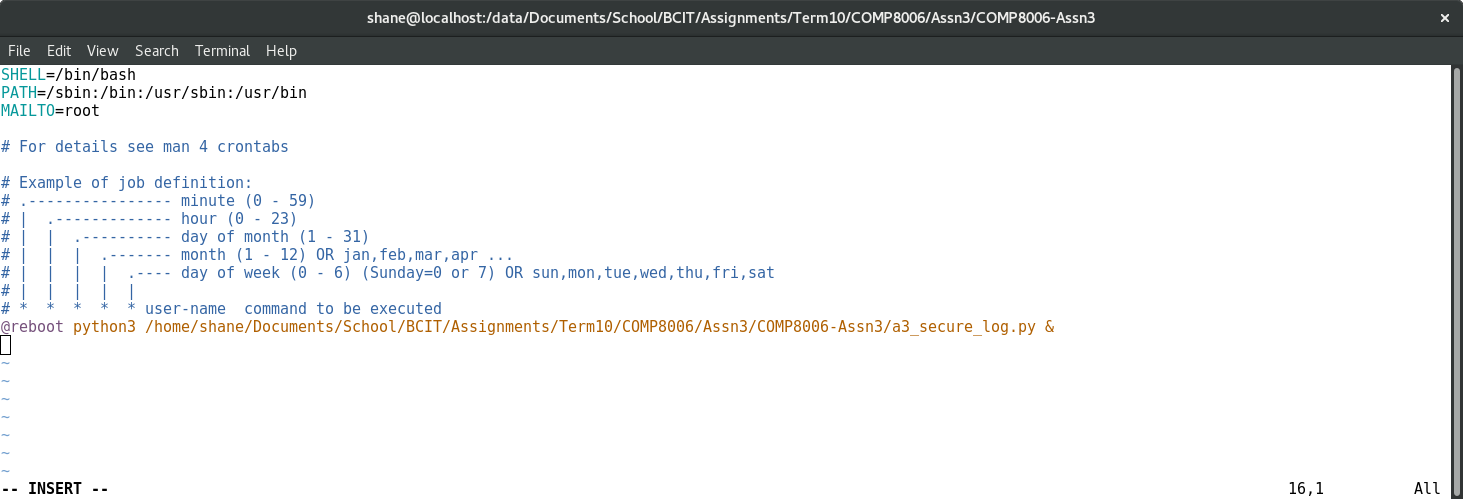 shane@localhost:/data/Documents/School/BCIT/Assignments/Term10/COMP8006/Assn3/COMP8006-Assn3
×
File Edit View Search Terminal Help
SHELL=/bin/bash
PATH=/sbin:/bin:/usr/sbin:/usr/bin
MAILTO=root

# For details see man 4 crontabs

# Example of job definition:
# .---------------- minute (0 - 59)
# |  .------------- hour (0 - 23)
# |  |  .---------- day of month (1 - 31)
# |  |  |  .------- month (1 - 12) OR jan,feb,mar,apr ...
# |  |  |  |  .---- day of week (0 - 6) (Sunday=0 or 7) OR sun,mon,tue,wed,thu,fri,sat
# |  |  |  |  |
# *  *  *  *  * user-name  command to be executed
@reboot python3 /home/shane/Documents/School/BCIT/Assignments/Term10/COMP8006/Assn3/COMP8006-Assn3/a3_secure_log.py &

~
~
~
~
~
~
~
-- INSERT -- 16,1 All